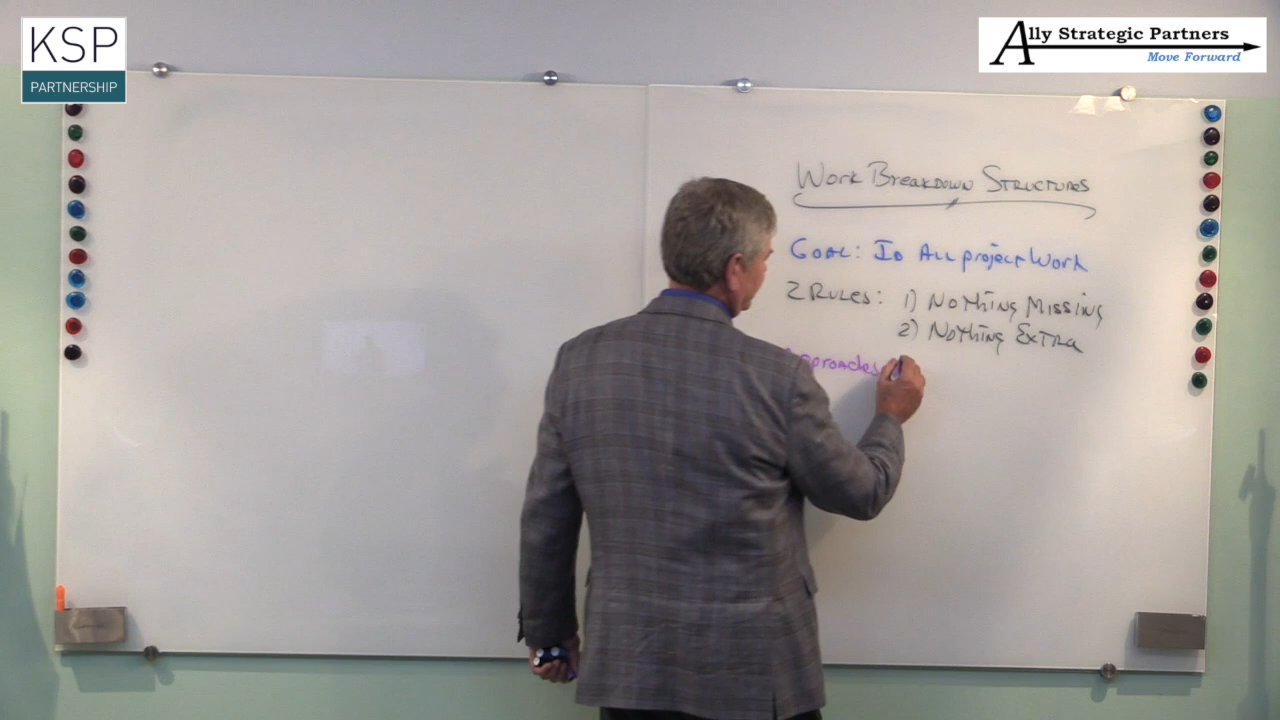 KSP
PARTNERSHIP
Ally Strategic Partners
Move Forward
Work Breakdown Structures
Goal: ID All project Work
2 Rules: 1) Nothing Missing
2) Nothing Extra
pproaches